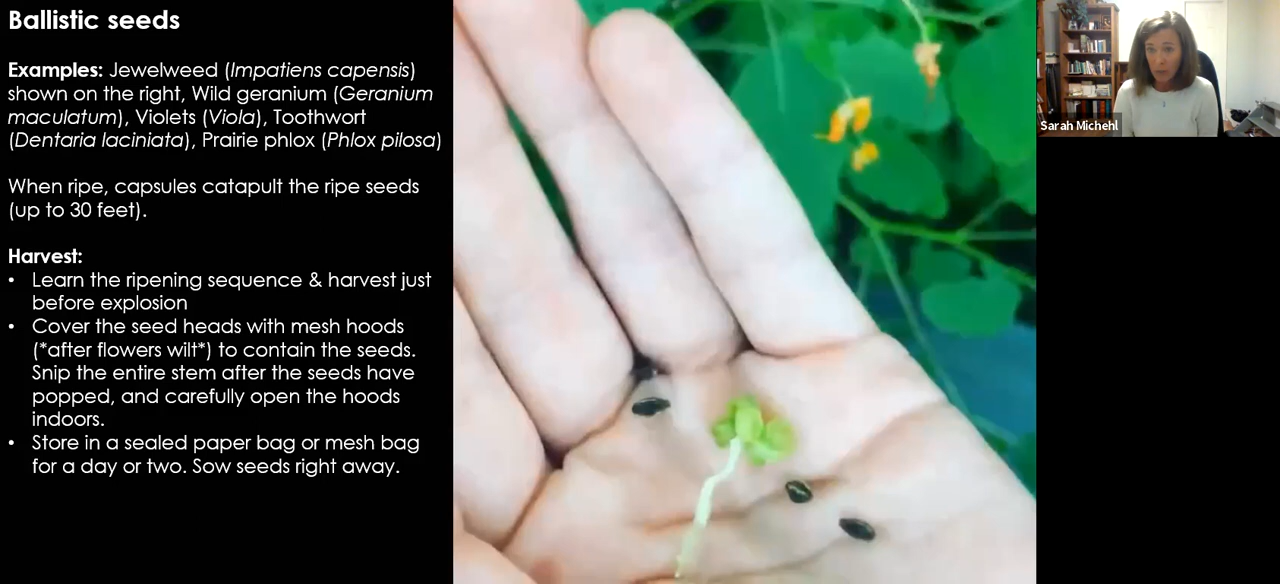 Ballistic seeds
Examples: Jewelweed (Impatiens capensis)
shown on the right, Wild geranium (Geranium
maculatum), Violets (Viola), Toothwort
(Dentaria laciniata), Prairie phlox (Phlox pilosa)
When ripe, capsules catapult the ripe seeds
(up to 30 feet).
Harvest:
• Learn the ripening sequence & harvest just
before explosion
• Cover the seed heads with mesh hoods
(*after flowers wilt*) to contain the seeds.
Snip the entire stem after the seeds have
popped, and carefully open the hoods
indoors.
• Store in a sealed paper bag or mesh bag
for a day or two. Sow seeds right away.
Sarah Michehl